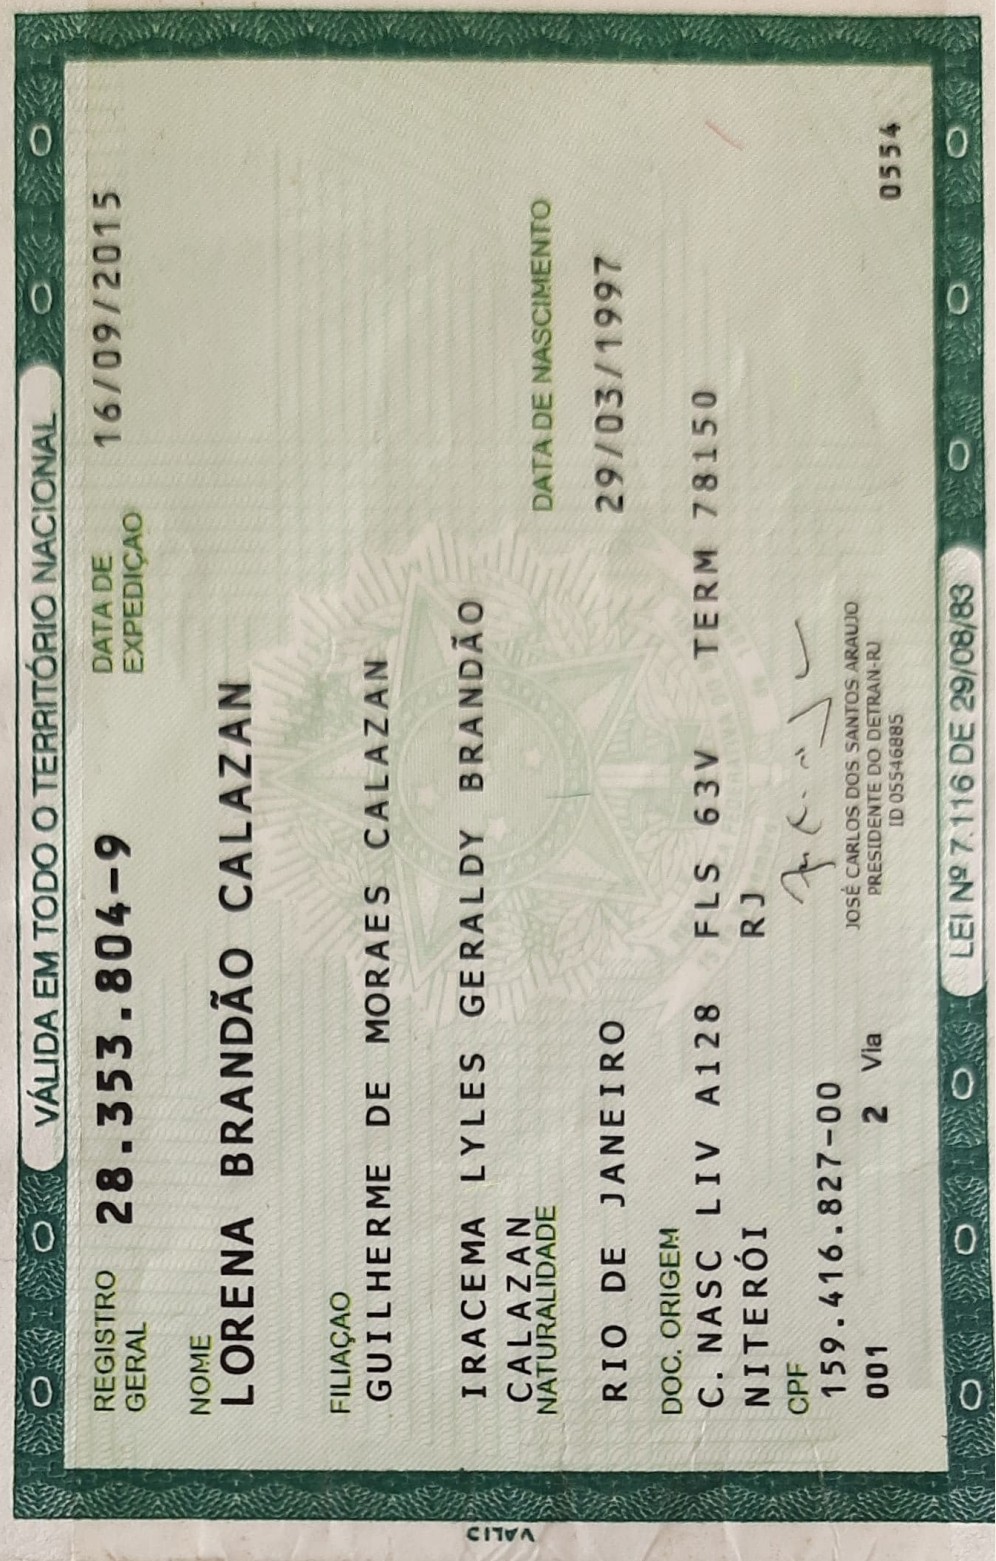 VÁLIDA EM TODO O TERRITÓRIO NACIONAL
REGISTRO GERAL 28.353.804-9 DATA DE EXPEDIÇÃO 16/09/2015
NOME
LORENA BRANDÃO CALAZAN
FILIAÇÃO
GUILHERME DE MORAES CALAZAN
IRACEMA LYLES GERALDY BRANDÃO
CALAZAN
NATURALIDADE DATA DE NASCIMENTO
RIO DE JANEIRO 29/03/1997
DOC. ORIGEM
C. NASC LIV A128 FLS 63V TERM 78150
NITERÓI RJ
CPF
159.416.827-00
001 2 Via 0554
JOSÉ CARLOS DOS SANTOS ARAUJO
PRESIDENTE DO DETRAN-RJ
ID 05546885
LEI Nº 7.116 DE 29/08/83